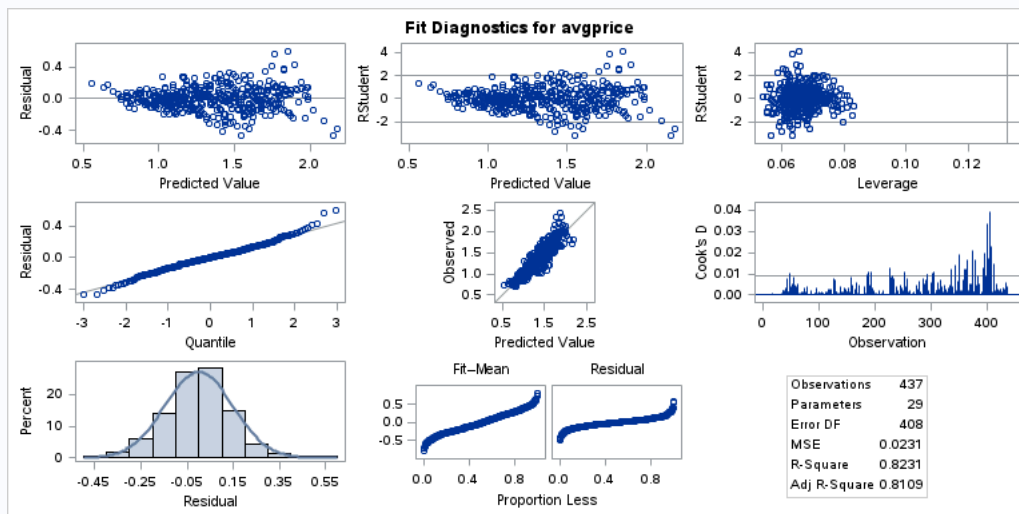 Fit Diagnostics for avgprice
Residual
0.4
0.0
-0.4
0.5 1.0 1.5 2.0
Predicted Value
RStudent
4
2
0
-2
0.5 1.0 1.5 2.0
Predicted Value
RStudent
4
2
0
-2
0.06 0.08 0.10 0.12
Leverage
Residual
0.4
0.0
-0.4
-3 -2 -1 0 1 2 3
Quantile
Observed
2.5
2.0
1.5
1.0
0.5
0.5 1.5 2.5
Predicted Value
Cook's D
0.04
0.03
0.02
0.01
0.00
0 100 200 300 400
Observation
Percent
20
10
0
-0.45 -0.25 -0.05 0.15 0.35 0.55
Residual
Fit–Mean Residual
0.5
0.0
-0.5
0.0 0.4 0.8 0.0 0.4 0.8
Proportion Less
Observations 437
Parameters 29
Error DF 408
MSE 0.0231
R-Square 0.8231
Adj R-Square 0.8109